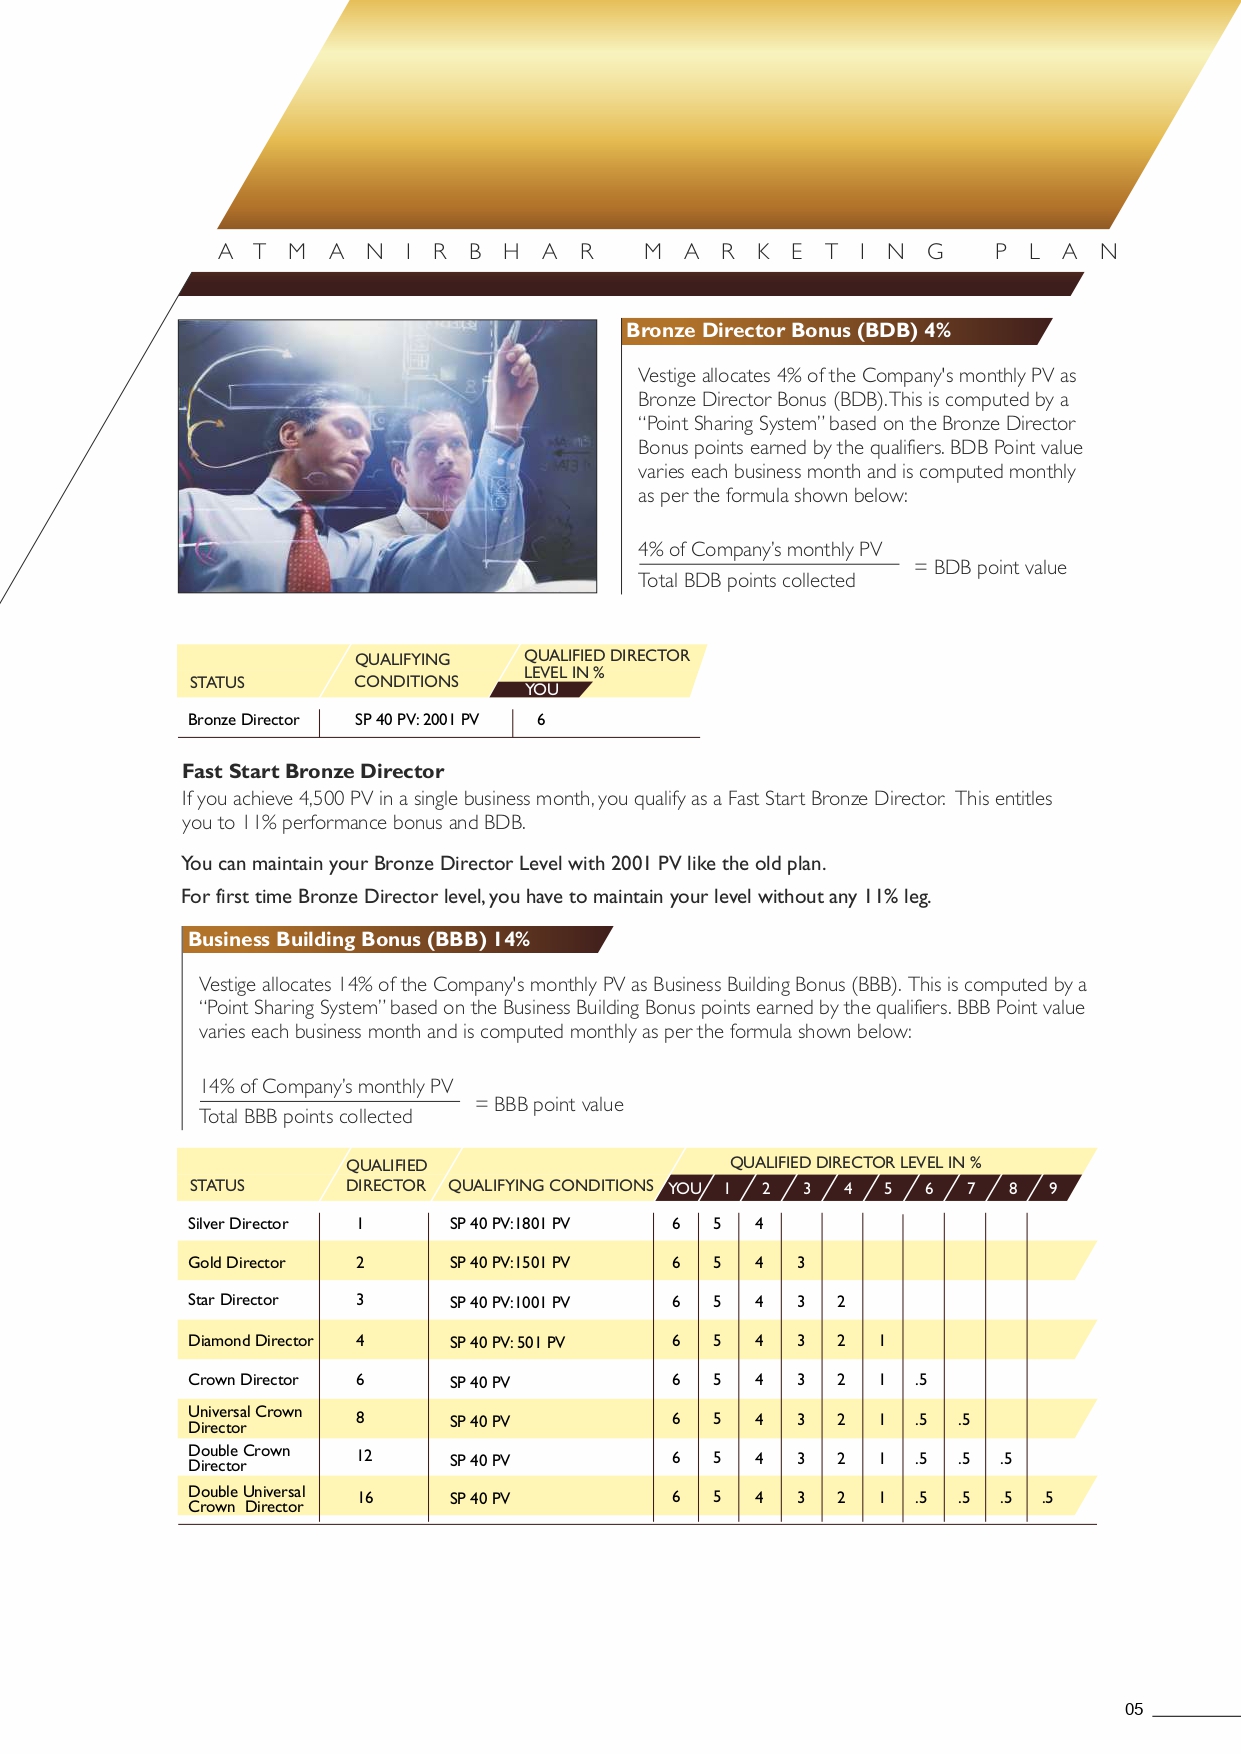 ATMANIRBHAR MARKETING PLAN
Bronze Director Bonus (BDB) 4%
Vestige allocates 4% of the Company's monthly PV as
Bronze Director Bonus (BDB).This is computed by a
“Point Sharing System” based on the Bronze Director
Bonus points earned by the qualifiers. BDB Point value
varies each business month and is computed monthly
as per the formula shown below:
4% of Company’s monthly PV
Total BDB points collected
= BDB point value
STATUS
QUALIFYING
CONDITIONS
QUALIFIED DIRECTOR
LEVEL IN %
YOU
Bronze Director SP 40 PV: 2001 PV 6
Fast Start Bronze Director
If you achieve 4,500 PV in a single business month, you qualify as a Fast Start Bronze Director. This entitles
you to 11% performance bonus and BDB.
You can maintain your Bronze Director Level with 2001 PV like the old plan.
For first time Bronze Director level, you have to maintain your level without any 11% leg.
Business Building Bonus (BBB) 14%
Vestige allocates 14% of the Company's monthly PV as Business Building Bonus (BBB). This is computed by a
“Point Sharing System” based on the Business Building Bonus points earned by the qualifiers. BBB Point value
varies each business month and is computed monthly as per the formula shown below:
14% of Company’s monthly PV
Total BBB points collected
= BBB point value
STATUS
QUALIFIED
DIRECTOR
QUALIFYING CONDITIONS
QUALIFIED DIRECTOR LEVEL IN %
YOU 1 2 3 4 5 6 7 8 9
Silver Director 1 SP 40 PV:1801 PV 6 5 4
Gold Director 2 SP 40 PV:1501 PV 6 5 4 3
Star Director 3 SP 40 PV:1001 PV 6 5 4 3 2
Diamond Director 4 SP 40 PV: 501 PV 6 5 4 3 2 1
Crown Director 6 SP 40 PV 6 5 4 3 2 1 .5
Universal Crown
Director 8 SP 40 PV 6 5 4 3 2 1 .5 .5
Double Crown
Director 12 SP 40 PV 6 5 4 3 2 1 .5 .5 .5
Double Universal
Crown Director 16 SP 40 PV 6 5 4 3 2 1 .5 .5 .5 .5
05